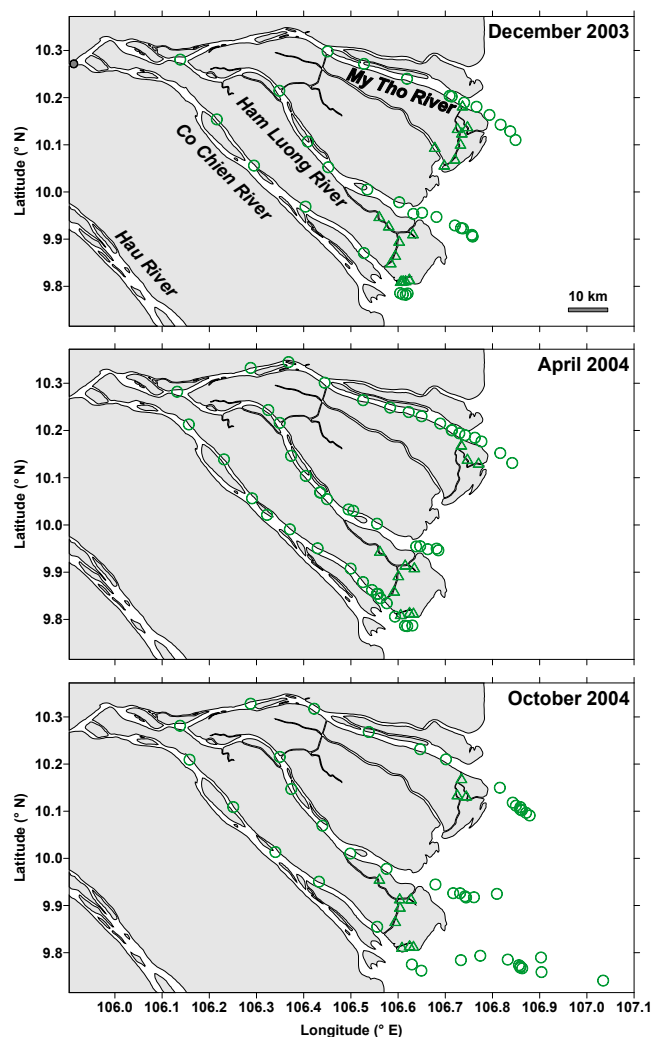 December 2003
10.3
10.2
10.1
10.0
9.9
9.8
Latitude (° N)
My Tho River
Ham Luong River
Co Chien River
Hau River
10 km
April 2004
10.3
10.2
10.1
10.0
9.9
9.8
Latitude (° N)
October 2004
10.3
10.2
10.1
10.0
9.9
9.8
Latitude (° N)
106.0 106.1 106.2 106.3 106.4 106.5 106.6 106.7 106.8 106.9 107.0 107.1
Longitude (° E)